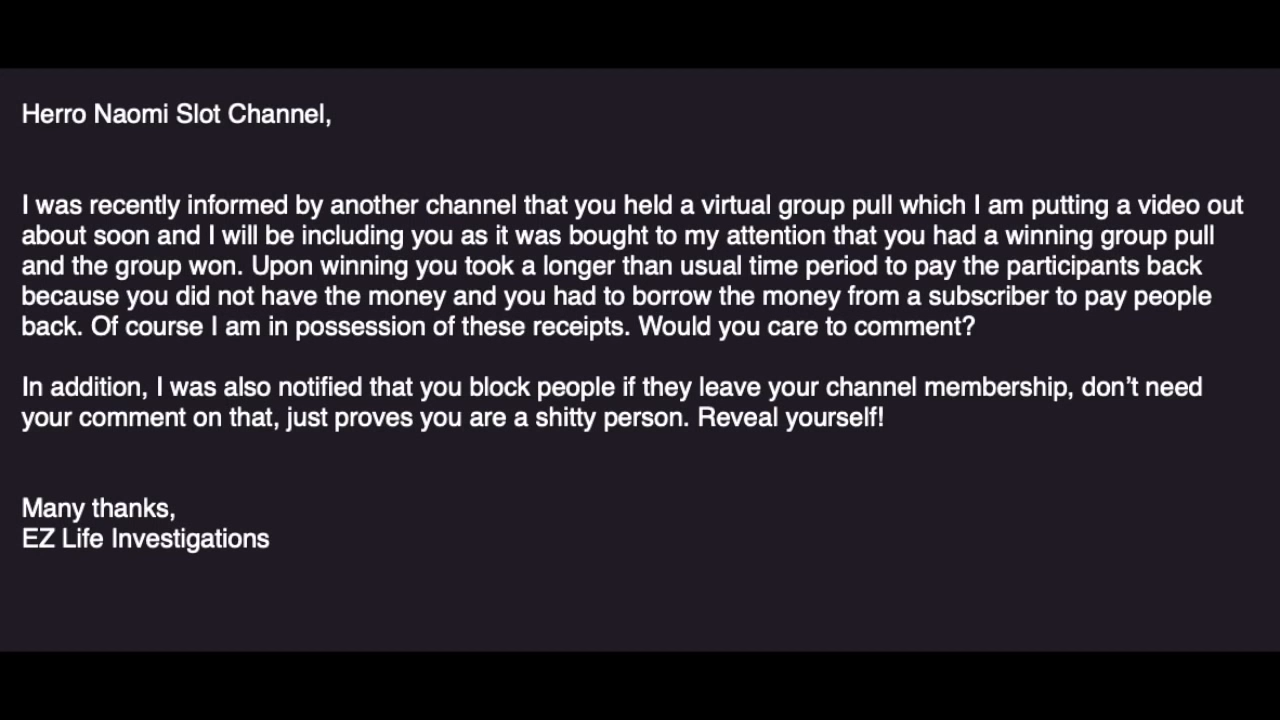 Herro Naomi Slot Channel,
I was recently informed by another channel that you held a virtual group pull which I am putting a video out
about soon and I will be including you as it was bought to my attention that you had a winning group pull
and the group won. Upon winning you took a longer than usual time period to pay the participants back
because you did not have the money and you had to borrow the money from a subscriber to pay people
back. Of course I am in possession of these receipts. Would you care to comment?
In addition, I was also notified that you block people if they leave your channel membership, don’t need
your comment on that, just proves you are a shitty person. Reveal yourself!
Many thanks,
EZ Life Investigations